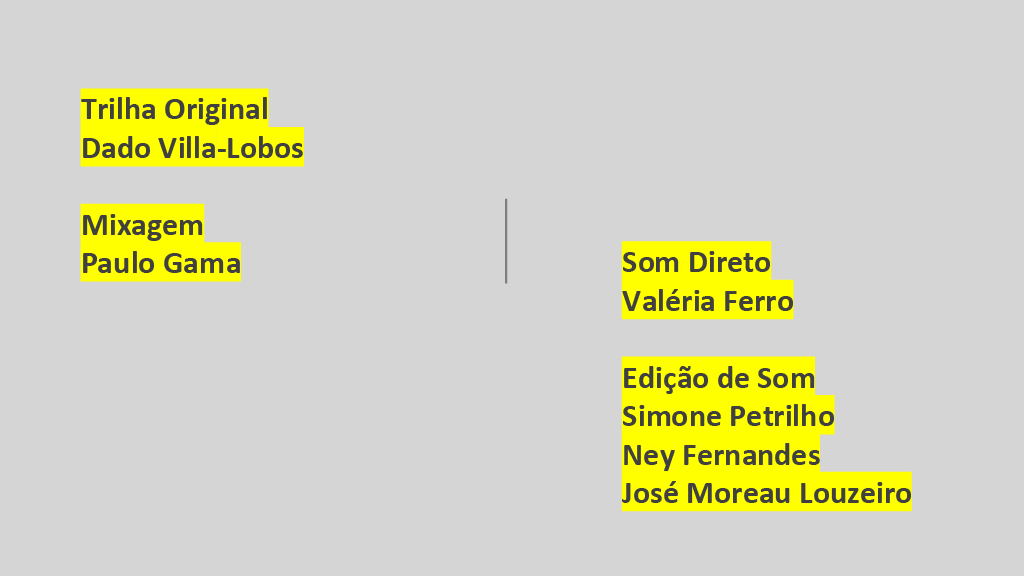 Trilha Original
Dado Villa-Lobos
Mixagem
Paulo Gama
Som Direto
Valéria Ferro
Edição de Som
Simone Petrilho
Ney Fernandes
José Moreau Louzeiro